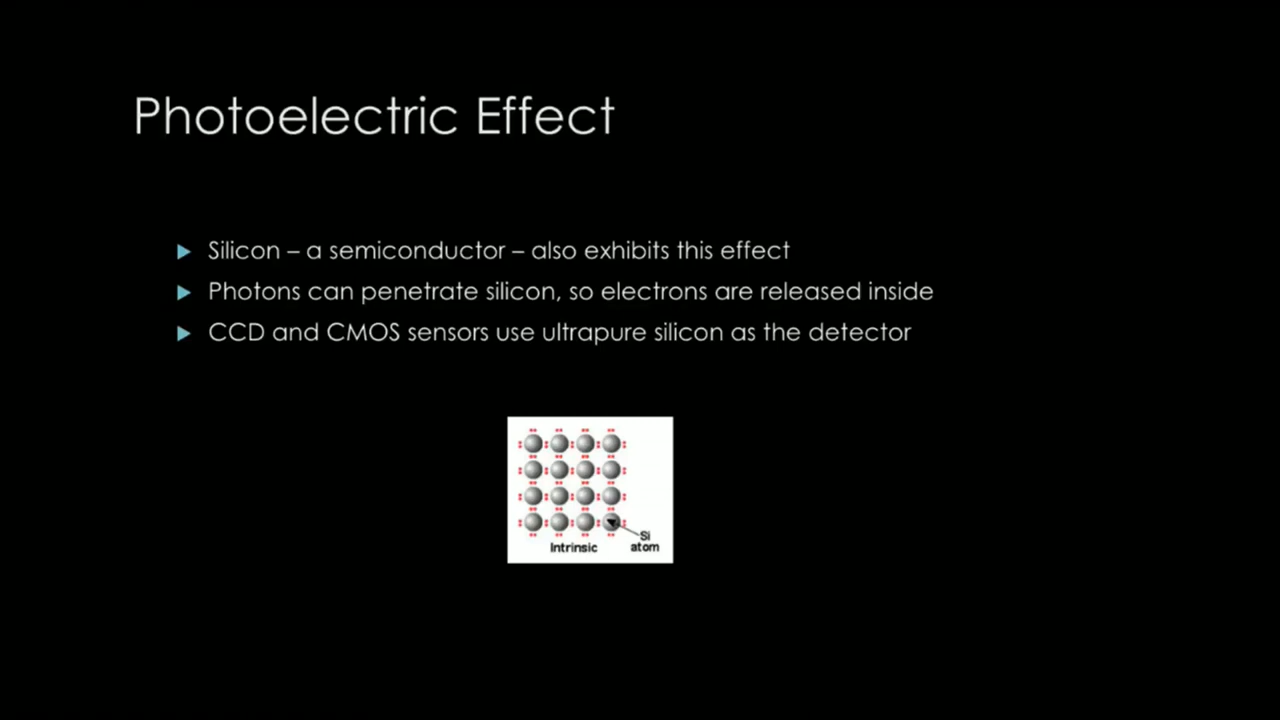 Photoelectric Effect
Silicon – a semiconductor – also exhibits this effect
Photons can penetrate silicon, so electrons are released inside
CCD and CMOS sensors use ultrapure silicon as the detector
Si
Intrinsic atom